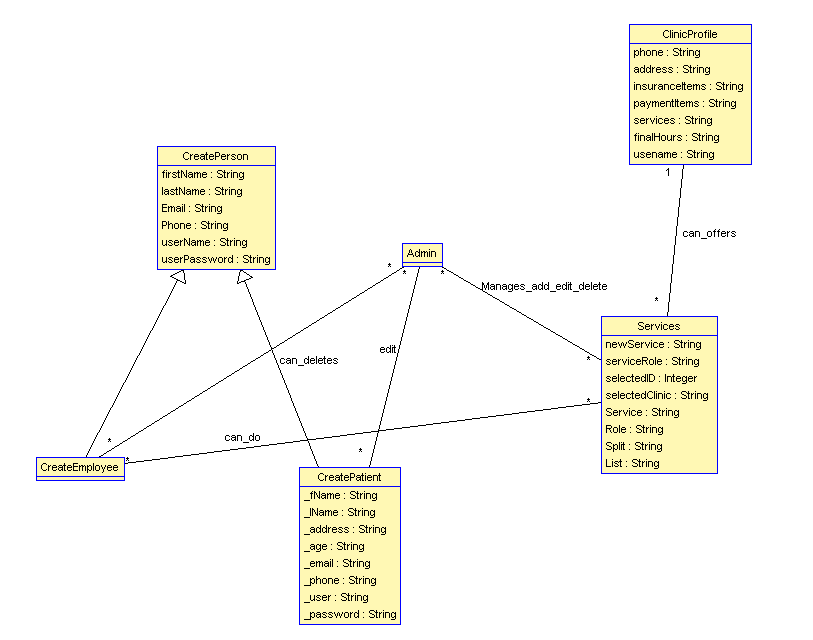 ClinicProfile
phone : String
address : String
insuranceItems : String
paymentItems : String
services : String
finalHours : String
usename : String
1
can_offers
*
CreatePerson
firstName : String
lastName : String
Email : String
Phone : String
userName : String
userPassword : String
Admin
*
*
*
Manages_add_edit_delete
edit
can_deletes
*
*
*
*
*
can_do
Services
newService : String
serviceRole : String
selectedID : Integer
selectedClinic : String
Service : String
Role : String
Split : String
List : String
CreateEmployee
CreatePatient
_fName : String
_lName : String
_address : String
_age : String
_email : String
_phone : String
_user : String
_password : String